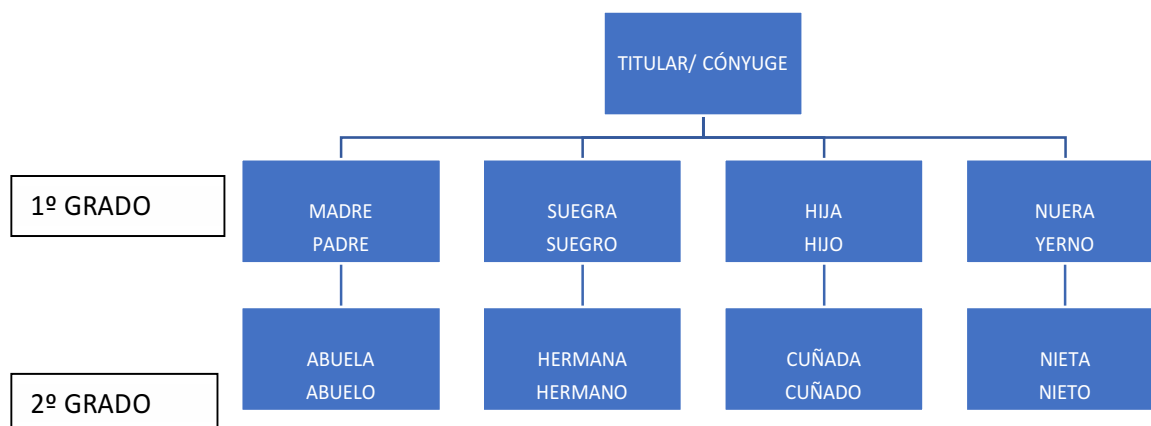 TITULAR/ CÓNYUGE
1º GRADO
MADRE
PADRE
SUEGRA
SUEGRO
HIJA
HIJO
NUERA
YERNO
2º GRADO
ABUELA
ABUELO
HERMANA
HERMANO
CUÑADA
CUÑADO
NIETA
NIETO